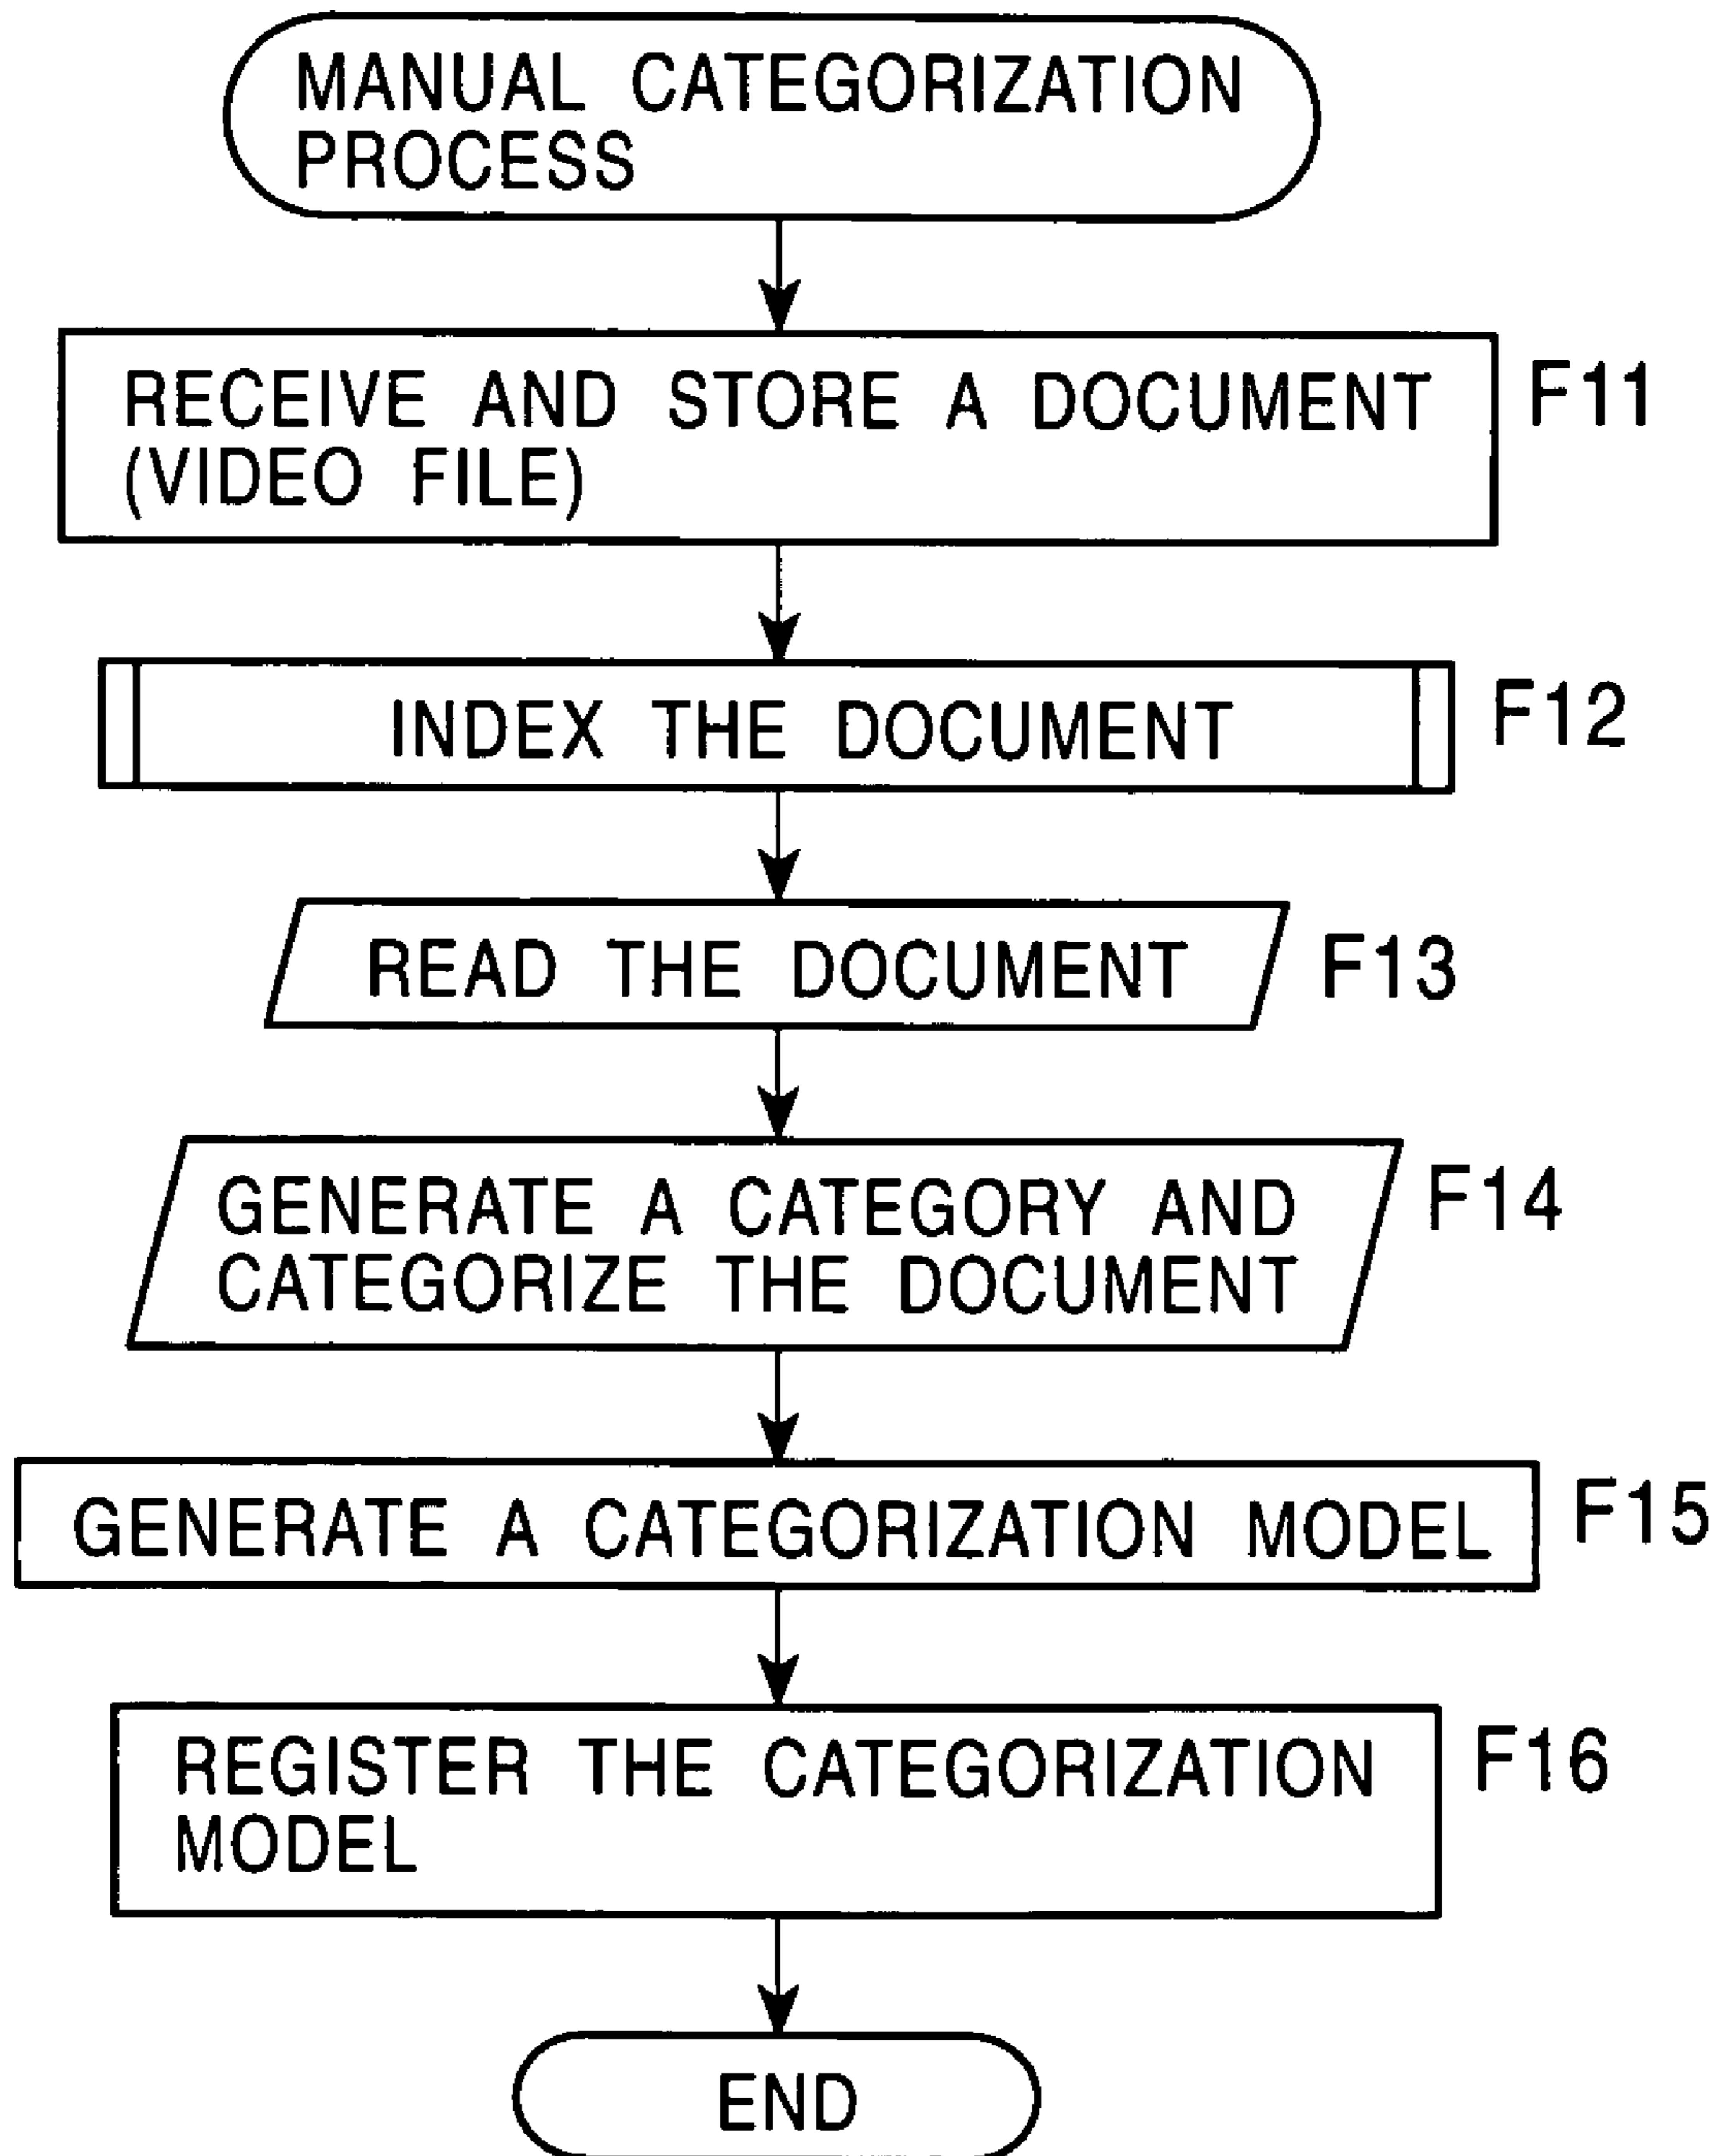 MANUAL CATEGORIZATION
PROCESS
RECEIVE AND STORE A DOCUMENT
(VIDEO FILE)
F11
INDEX THE DOCUMENT
F12
READ THE DOCUMENT
F13
GENERATE A CATEGORY AND
CATEGORIZE THE DOCUMENT
F14
GENERATE A CATEGORIZATION MODEL
F15
REGISTER THE CATEGORIZATION
MODEL
F16
END